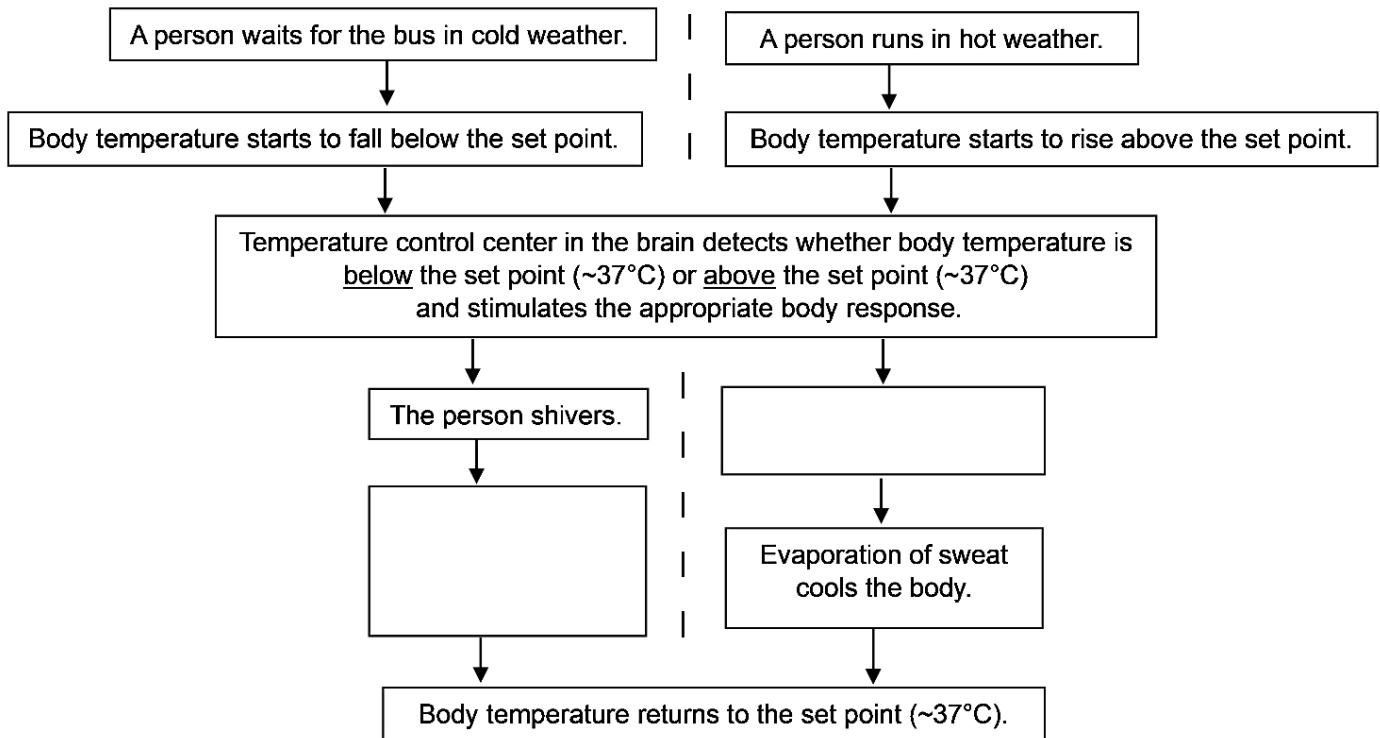 A person waits for the bus in cold weather.
A person runs in hot weather.
Body temperature starts to fall below the set point.
Body temperature starts to rise above the set point.
Temperature control center in the brain detects whether body temperature is
below the set point (~37°C) or above the set point (~37°C)
and stimulates the appropriate body response.
The person shivers.
Evaporation of sweat
cools the body.
Body temperature returns to the set point (~37°C).